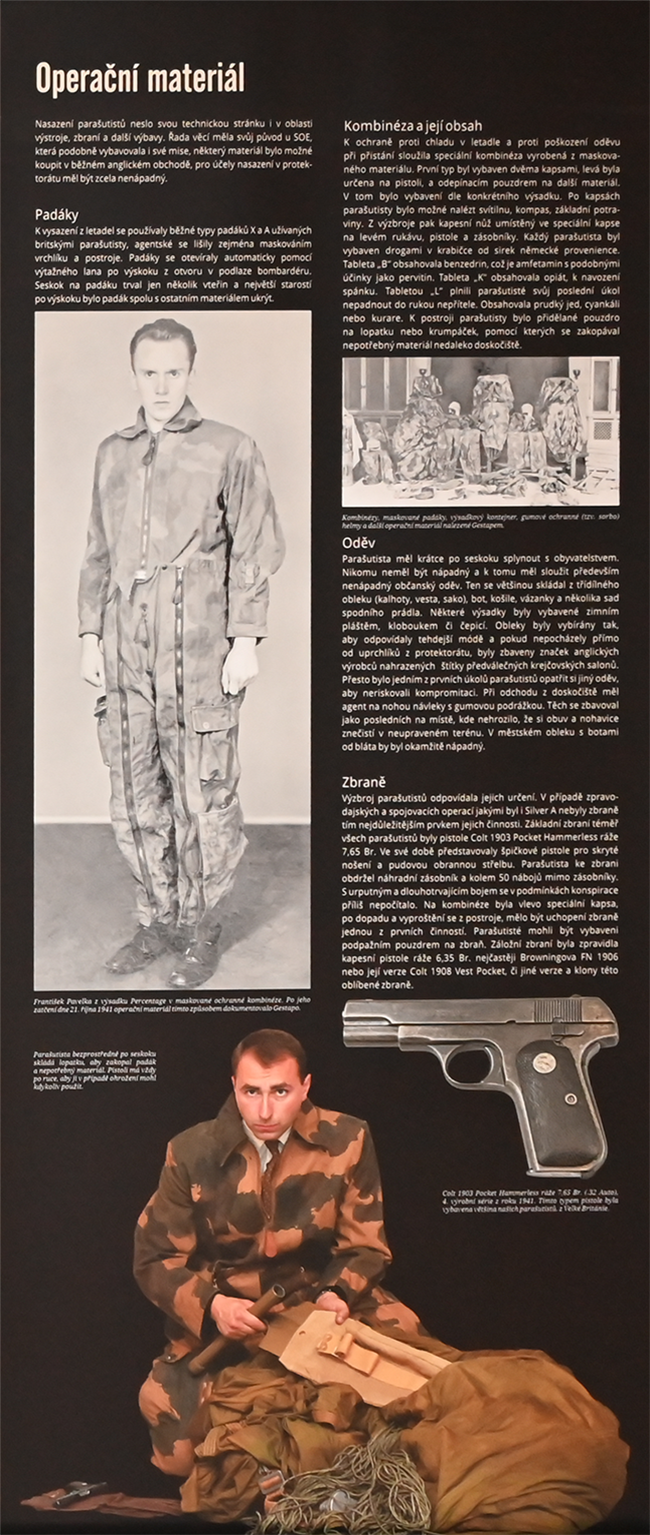 Operační materiál
Nasazení parašutistů neslo svou technickou stránku i v oblasti
výstroje, zbraní a další výbavy. Řada věcí měla svůj původ u SOE,
která podobně vybavovala i své mise, některý materiál bylo možné
koupit v běžném anglickém obchodě, pro účely nasazení v protek-
torátu měl být zcela nenápadný.
Padáky
K vysazení z letadel se používaly běžné typy padáků X a A užívaných
britskými parašutisty, agentské se lišily zejména maskováním
vrchlíku a postroje. Padáky se otevíraly automaticky pomocí
výtažného lana po výskoku z otvoru v podlaze bombardéru.
Seskok na padáku trval jen několik vteřin a největší starostí
po výskoku bylo padák spolu s ostatním materiálem ukrýt.
František Pavelka z výsadku Percentage v maskované ochranné kombinéze. Po jeho
zatčení dne 21. října 1941 operační materiál tímto způsobem dokumentovalo Gestapo.
Parašutista bezprostředně po seskoku
skládá lopatku, aby zakopal padák
a nepotřebný materiál. Pistoli má vždy
po ruce, aby ji v případě ohrožení mohl
kdykoliv použít.
Kombinéza a její obsah
K ochraně proti chladu v letadle a proti poškození oděvu
při přistání sloužila speciální kombinéza vyrobená z maskova-
ného materiálu. První typ byl vybaven dvěma kapsami, levá byla
určena na pistoli, a odepínacím pouzdrem na další materiál.
V tom bylo vybavení dle konkrétního výsadku. Po kapsách
parašutisty bylo možné nalézt svítilnu, kompas, základní potra-
viny. Z výzbroje pak kapesní nůž umístěný ve speciální kapse
na levém rukávu, pistole a zásobníky. Každý parašutista byl
vybaven drogami v krabičce od sirek německé provenience.
Tableta „B“ obsahovala benzedrin, což je amfetamin s podobnými
účinky jako pervitin. Tableta „K“ obsahovala opiát, k navození
spánku. Tabletou „L“ plnili parašutisté svůj poslední úkol
nepadnout do rukou nepřítele. Obsahovala prudký jed, cyankáli
nebo kurare. K postroji parašutisty bylo přidělané pouzdro
na lopatku nebo krumpáček, pomocí kterých se zakopával
nepotřebný materiál nedaleko doskočiště.
Kombinézy, maskované padáky, výsadkový kontejner, gumové ochranné (tzv. sorbo)
helmy a další operační materiál nalezené Gestapem.
Oděv
Parašutista měl krátce po seskoku splynout s obyvatelstvem.
Nikomu neměl být nápadný a k tomu měl sloužit především
nenápadný občanský oděv. Ten se většinou skládal z třídílného
obleku (kalhoty, vesta, sako), bot, košile, vázanky a několika sad
spodního prádla. Některé výsadky byly vybavené zimním
pláštěm, kloboukem či čepicí. Obleky byly vybírány tak,
aby odpovídaly tehdejší módě a pokud nepocházely přímo
od uprchlíků z protektorátu, byly zbaveny značek anglických
výrobců nahrazených štítky předválečných krejčovských salonů.
Přesto bylo jedním z prvních úkolů parašutistů opatřit si jiný oděv,
aby neriskovali kompromitaci. Při odchodu z doskočiště měl
agent na nohou návleky s gumovou podrážkou. Těch se zbavoval
jako posledních na místě, kde nehrozilo, že si obuv a nohavice
znečistí v neupraveném terénu. V městském obleku s botami
od bláta by byl okamžitě nápadný.
Zbraně
Výzbroj parašutistů odpovídala jejich určení. V případě zpravo-
dajských a spojovacích operací jakými byl i Silver A nebyly zbraně
tím nejdůležitějším prvkem jejich činnosti. Základní zbraní téměř
všech parašutistů byly pistole Colt 1903 Pocket Hammerless ráže
7,65 Br. Ve své době představovaly špičkové pistole pro skryté
nošení a pudovou obrannou střelbu. Parašutista ke zbrani
obdržel náhradní zásobník a kolem 50 nábojů mimo zásobníky.
S urputným a dlouhotrvajícím bojem se v podmínkách konspirace
příliš nepočítalo. Na kombinéze byla vlevo speciální kapsa,
po dopadu a vyproštění se z postroje, mělo být uchopení zbraně
jednou z prvních činností. Parašutisté mohli být vybaveni
podpažním pouzdrem na zbraň. Záložní zbraní byla zpravidla
kapesní pistole ráže 6,35 Br. nejčastěji Browningova FN 1906
nebo její verze Colt 1908 Vest Pocket, či jiné verze a klony této
oblíbené zbraně.
Colt 1903 Pocket Hammerless ráže 7,65 Br. (.32 Auto),
4. výrobní série z roku 1941. Tímto typem pistole byla
vybavena většina našich parašutistů z Velké Británie.